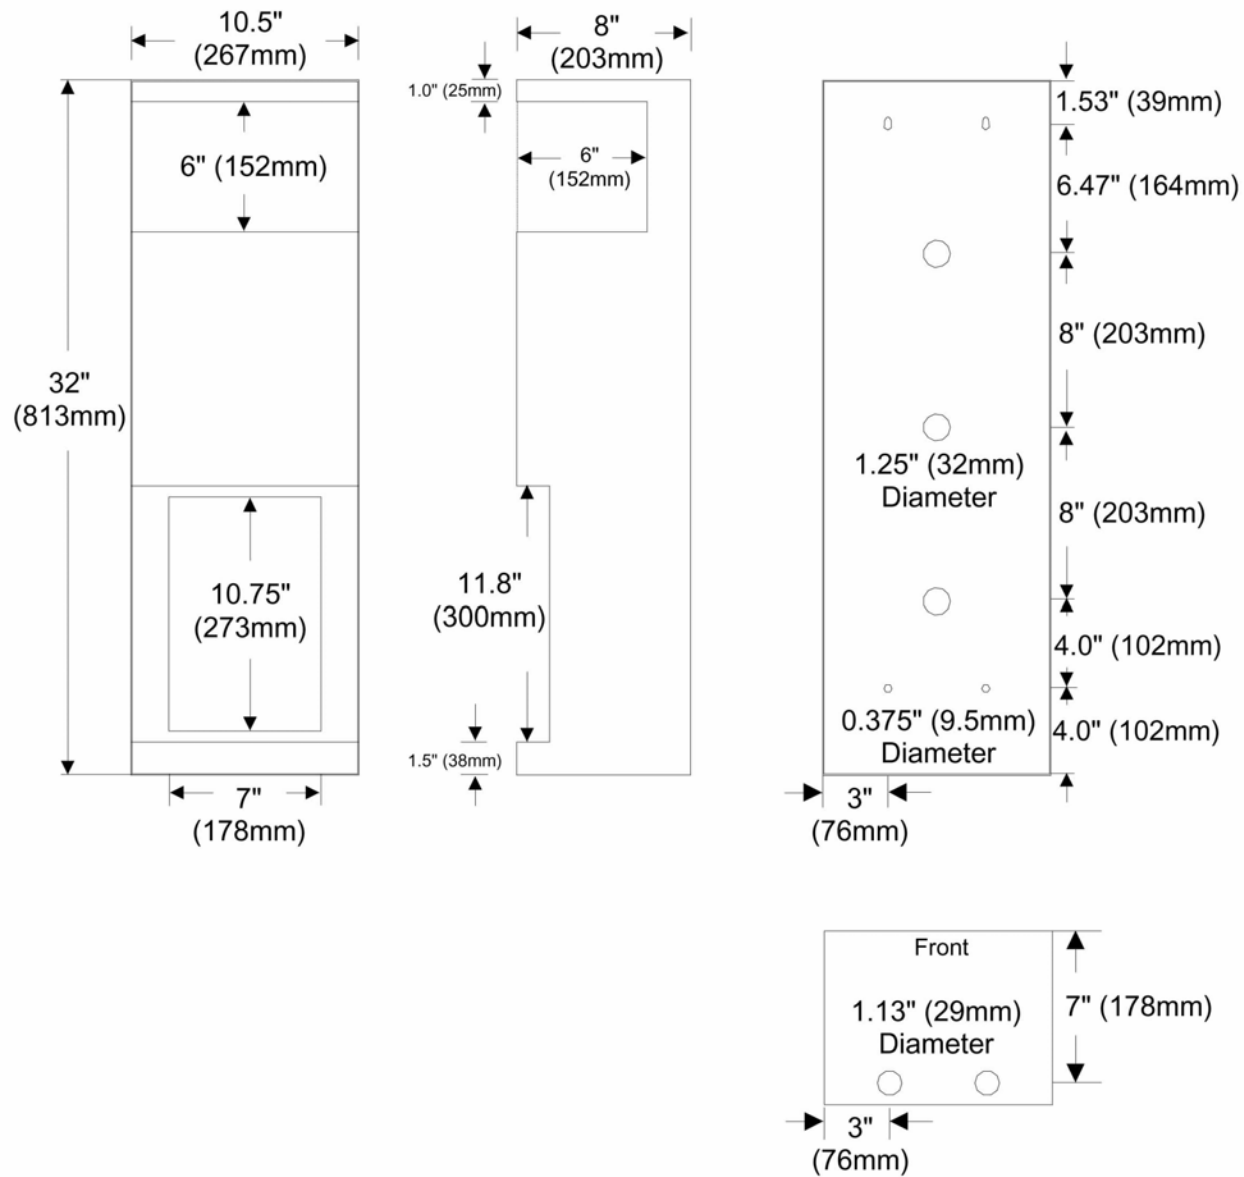 10.5"
(267mm)
8"
(203mm)
1.0" (25mm)
1.53" (39mm)
6" (152mm)
6"
(152mm)
6.47" (164mm)
8" (203mm)
32"
(813mm)
1.25" (32mm)
Diameter
8" (203mm)
10.75"
(273mm)
11.8"
(300mm)
4.0" (102mm)
0.375" (9.5mm)
Diameter
4.0" (102mm)
1.5" (38mm)
7"
(178mm)
3"
(76mm)
Front
1.13" (29mm)
Diameter
7" (178mm)
3"
(76mm)